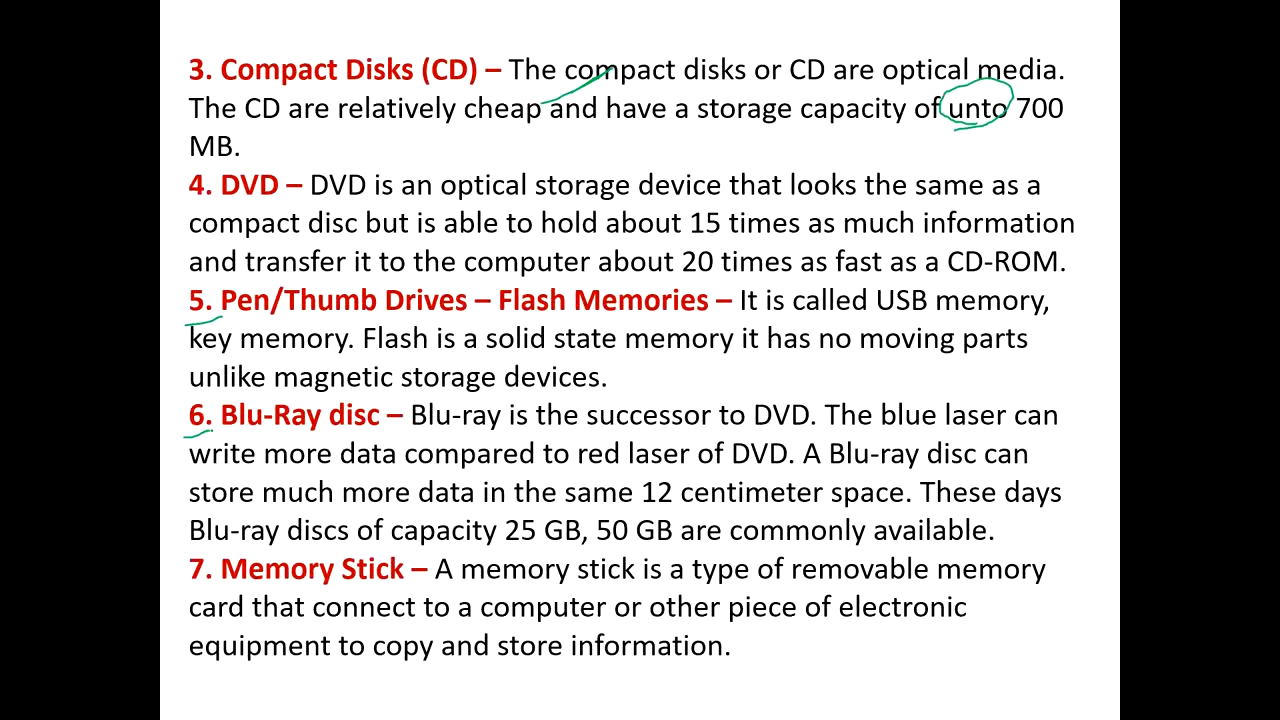 3. Compact Disks (CD) – The compact disks or CD are optical media.
The CD are relatively cheap and have a storage capacity of unto 700
MB.
4. DVD – DVD is an optical storage device that looks the same as a
compact disc but is able to hold about 15 times as much information
and transfer it to the computer about 20 times as fast as a CD-ROM.
5. Pen/Thumb Drives – Flash Memories – It is called USB memory,
key memory. Flash is a solid state memory it has no moving parts
unlike magnetic storage devices.
6. Blu-Ray disc – Blu-ray is the successor to DVD. The blue laser can
write more data compared to red laser of DVD. A Blu-ray disc can
store much more data in the same 12 centimeter space. These days
Blu-ray discs of capacity 25 GB, 50 GB are commonly available.
7. Memory Stick – A memory stick is a type of removable memory
card that connect to a computer or other piece of electronic
equipment to copy and store information.